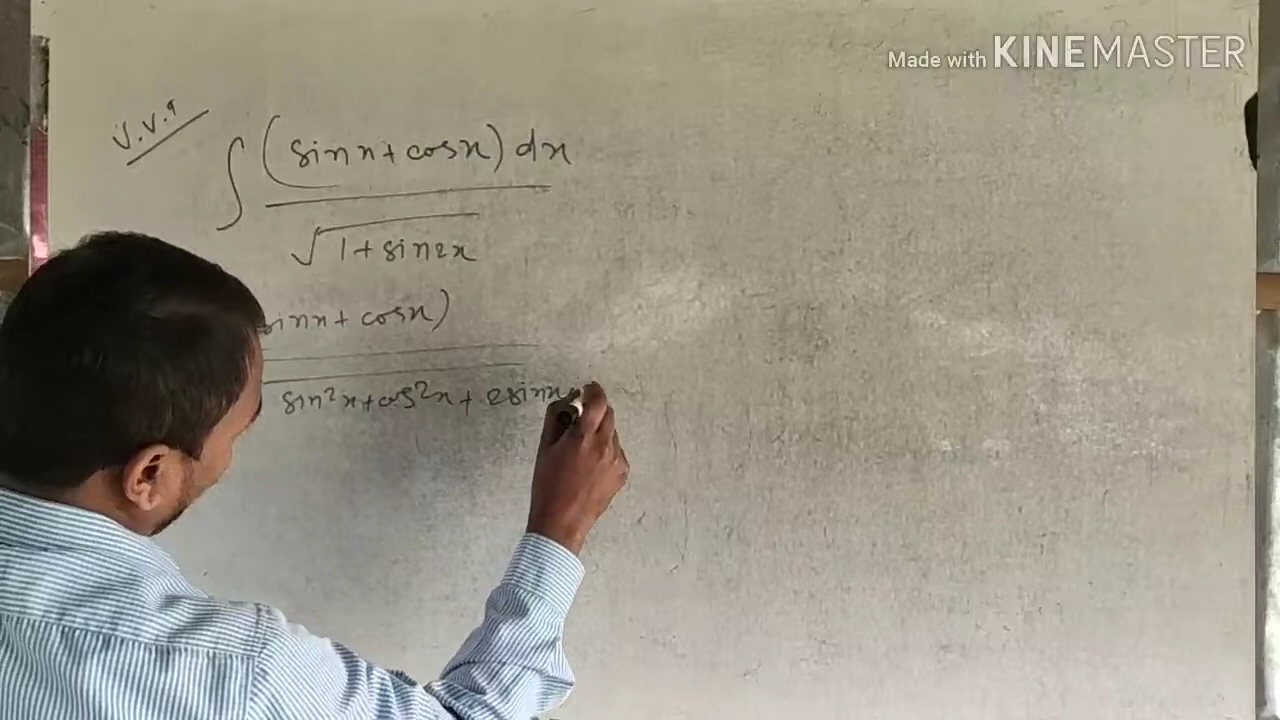 Made with KINEMASTER
V.V.I
∫ (sinx + cosx) dx
√1 + sin2x
sinx + cosx)
sin²x + cos²x + 2sinx